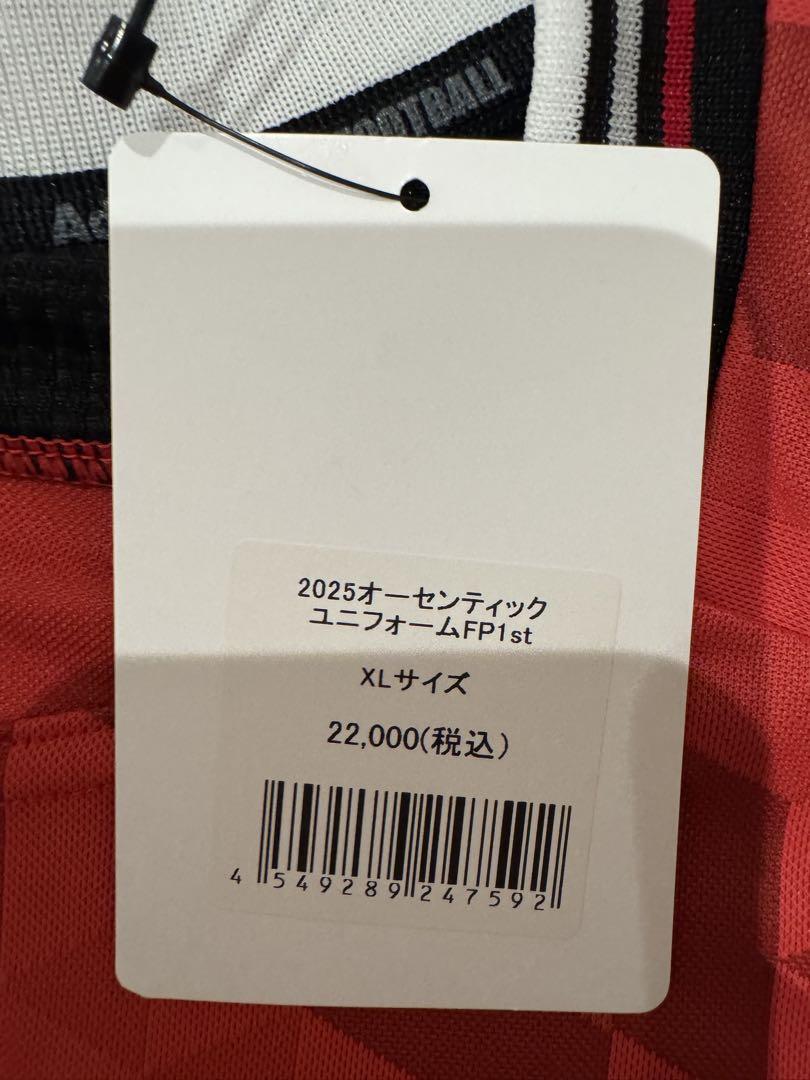 2025オーセンティック
ユニフォームFP1st
XLサイズ
22,000(税込)
4 549289 247592